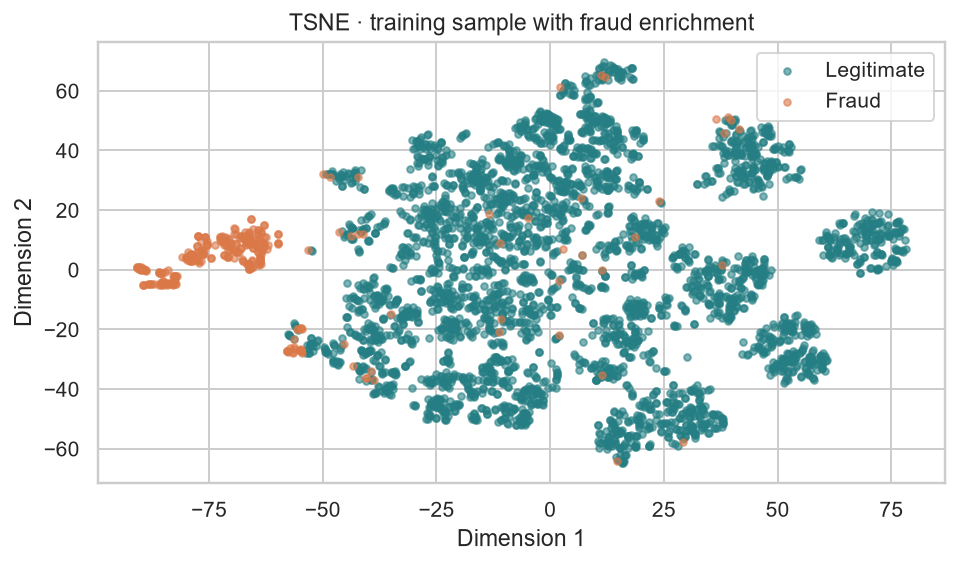 TSNE · training sample with fraud enrichment
Legitimate
Fraud
Dimension 2
60
40
20
0
−20
−40
−60
−75
−50
−25
0
25
50
75
Dimension 1